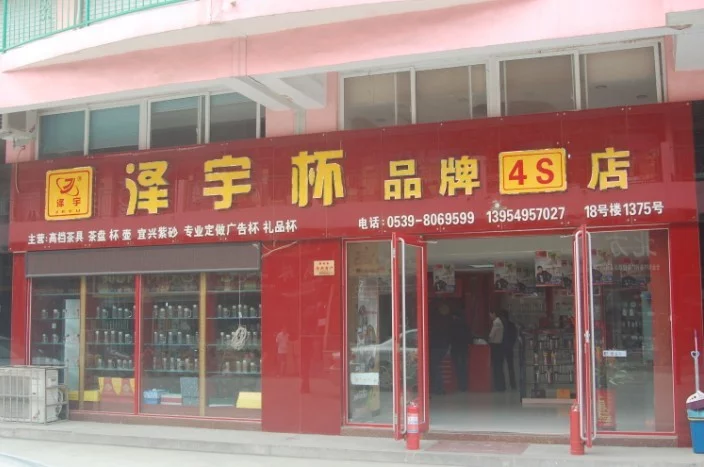 泽宇
泽宇杯品牌4S店
主营:高档茶具 茶盘 杯 壶 宜兴紫砂 专业定做广告杯 礼品杯
电话:0539-8069599 13954957027 18号楼1375号